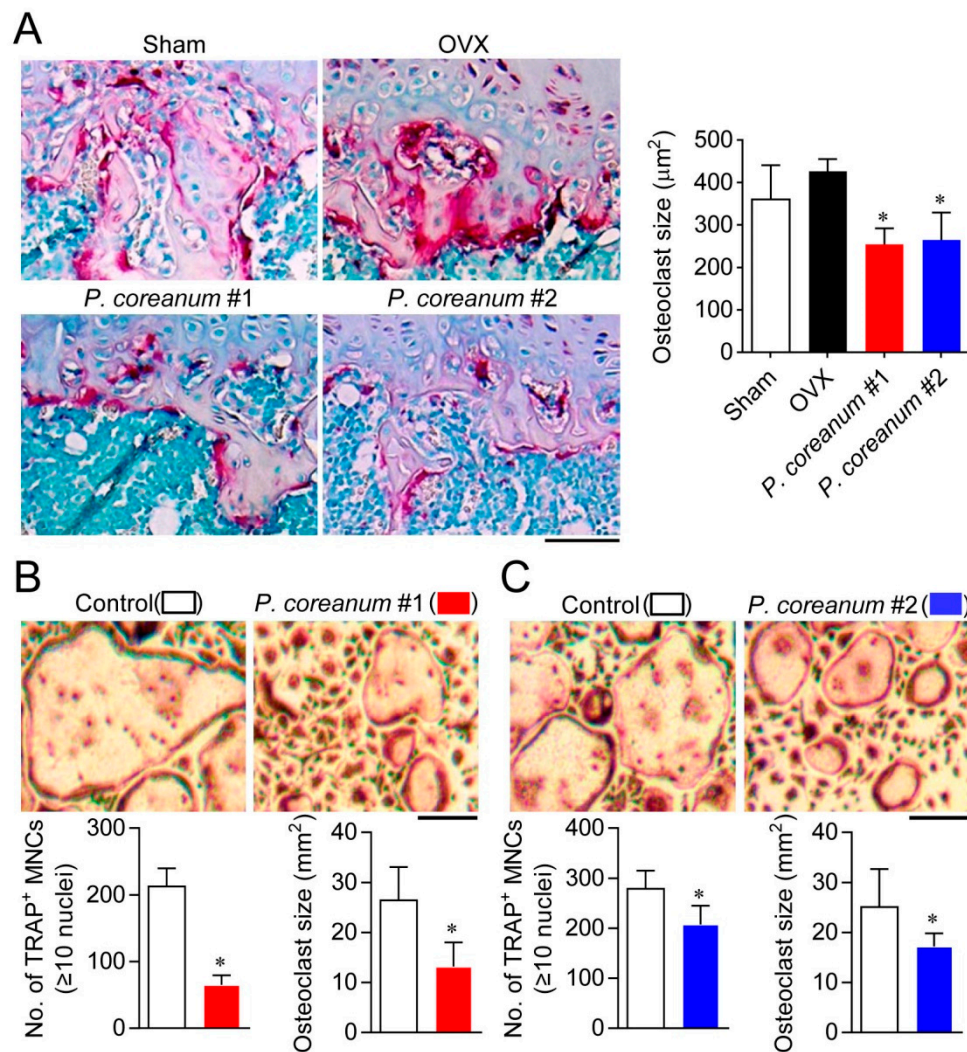 A
Sham
OVX
P. coreanum #1
P. coreanum #2
Osteoclast size (μm²)
500
400
300
200
100
0
Sham
OVX
P. coreanum #1
P. coreanum #2
*
*
B
Control( )
P. coreanum #1 ( )
No. of TRAP⁺ MNCs
(≥10 nuclei)
300
200
100
0
*
Osteoclast size (mm²)
40
30
20
10
0
*
C
Control( )
P. coreanum #2 ( )
No. of TRAP⁺ MNCs
(≥10 nuclei)
400
300
200
100
0
*
Osteoclast size (mm²)
40
30
20
10
0
*